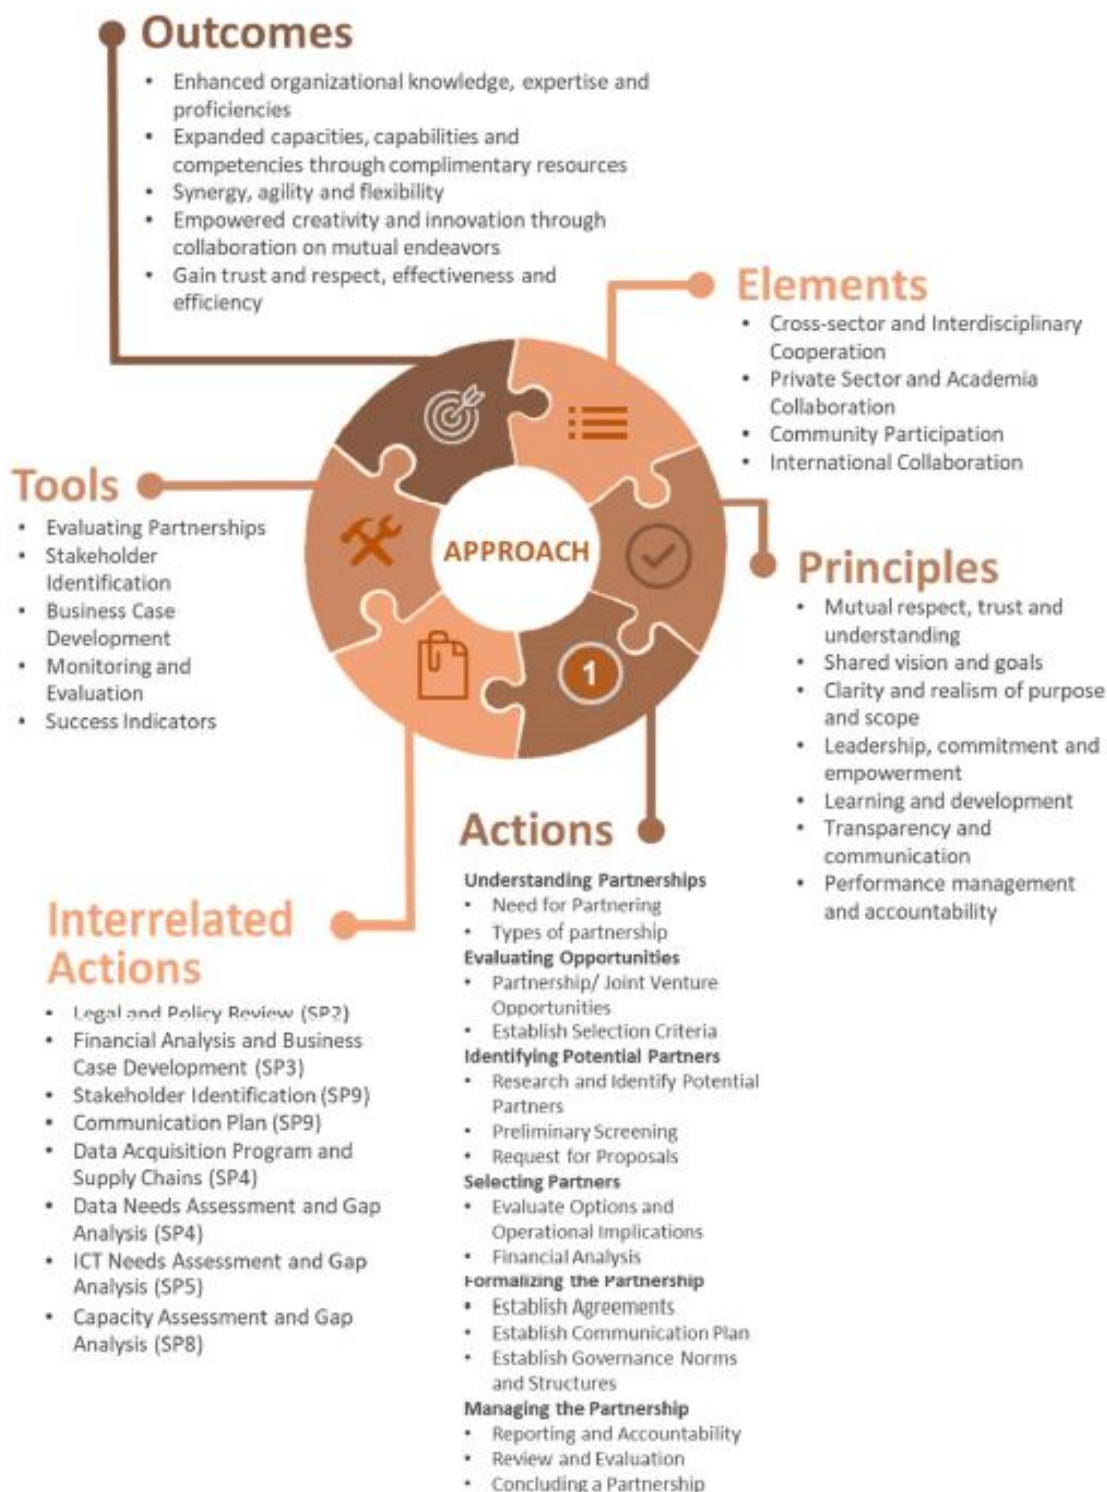 Outcomes
• Enhanced organizational knowledge, expertise and
proficiencies
• Expanded capacities, capabilities and
competencies through complimentary resources
• Synergy, agility and flexibility
• Empowered creativity and innovation through
collaboration on mutual endeavors
• Gain trust and respect, effectiveness and
efficiency
Elements
• Cross-sector and Interdisciplinary
Cooperation
• Private Sector and Academia
Collaboration
• Community Participation
• International Collaboration
Tools
• Evaluating Partnerships
• Stakeholder
Identification
• Business Case
Development
• Monitoring and
Evaluation
• Success Indicators
APPROACH
1
Principles
• Mutual respect, trust and
understanding
• Shared vision and goals
• Clarity and realism of purpose
and scope
• Leadership, commitment and
empowerment
• Learning and development
• Transparency and
communication
• Performance management
and accountability
Actions
Understanding Partnerships
• Need for Partnering
• Types of partnership
Evaluating Opportunities
• Partnership/ Joint Venture
Opportunities
• Establish Selection Criteria
Identifying Potential Partners
• Research and Identify Potential
Partners
• Preliminary Screening
• Request for Proposals
Selecting Partners
• Evaluate Options and
Operational Implications
• Financial Analysis
Formalizing the Partnership
• Establish Agreements
• Establish Communication Plan
• Establish Governance Norms
and Structures
Managing the Partnership
• Reporting and Accountability
• Review and Evaluation
• Concluding a Partnership
Interrelated
Actions
• Legal and Policy Review (SP2)
• Financial Analysis and Business
Case Development (SP3)
• Stakeholder Identification (SP9)
• Communication Plan (SP9)
• Data Acquisition Program and
Supply Chains (SP4)
• Data Needs Assessment and Gap
Analysis (SP4)
• ICT Needs Assessment and Gap
Analysis (SP5)
• Capacity Assessment and Gap
Analysis (SP8)